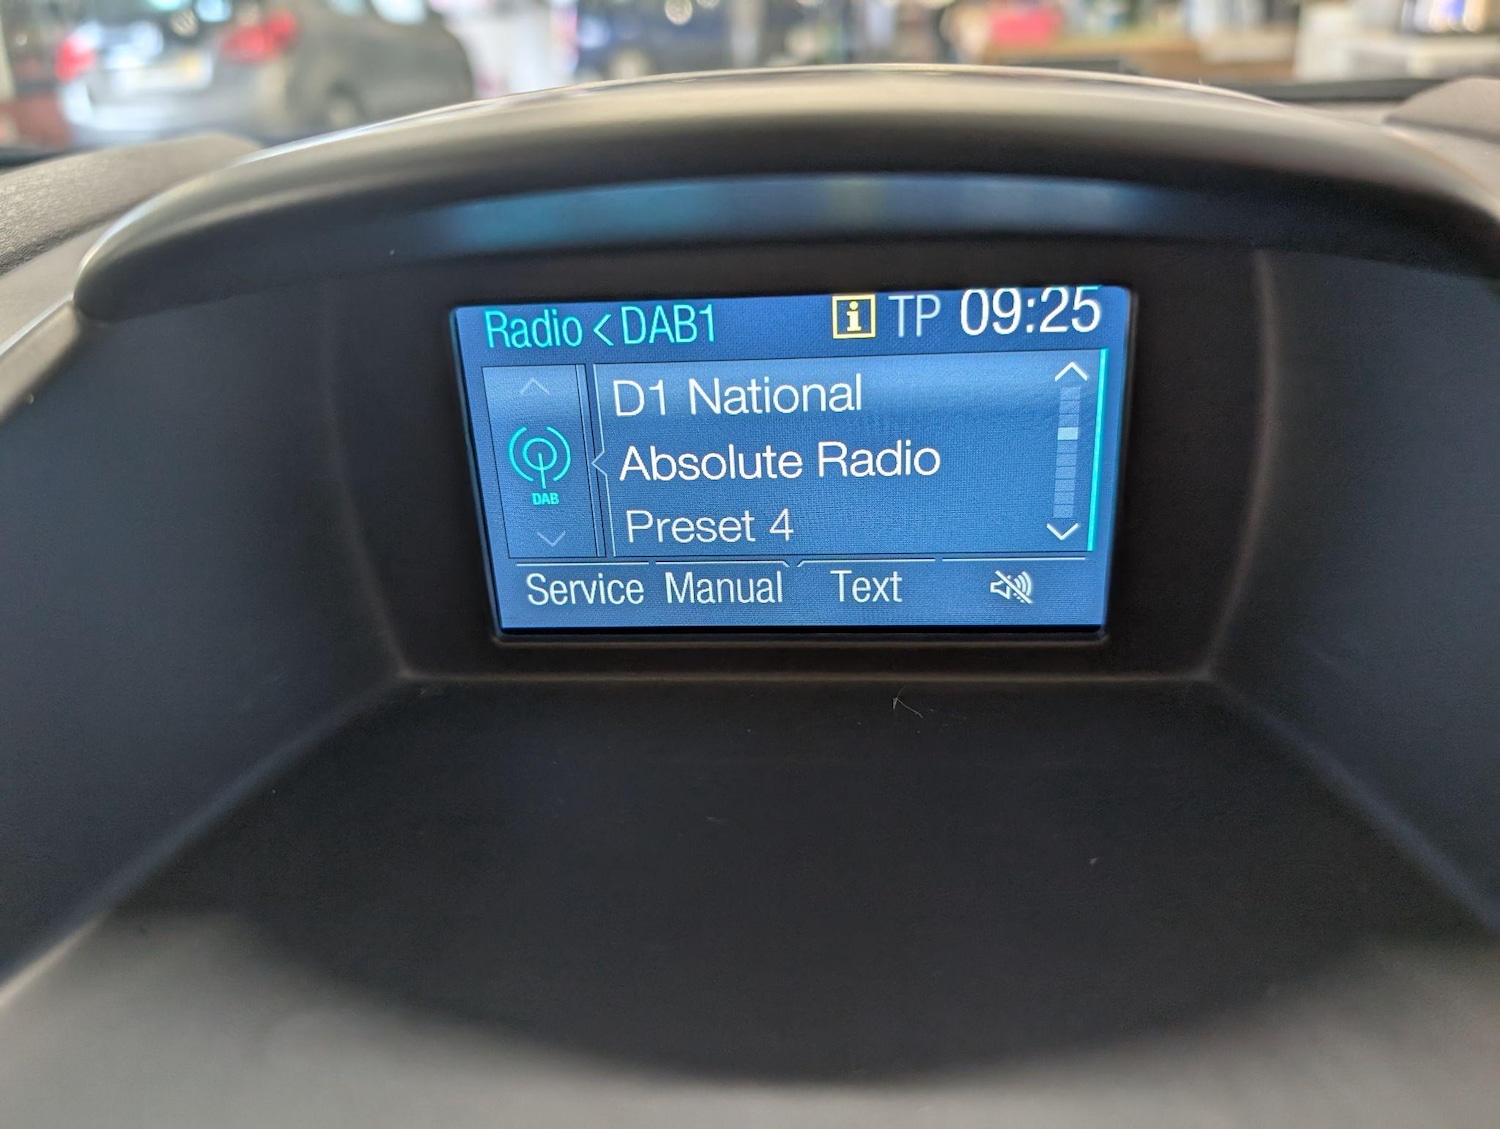 Radio < DAB1 i TP 09:25
D1 National
Absolute Radio
DAB
Preset 4
Service Manual Text